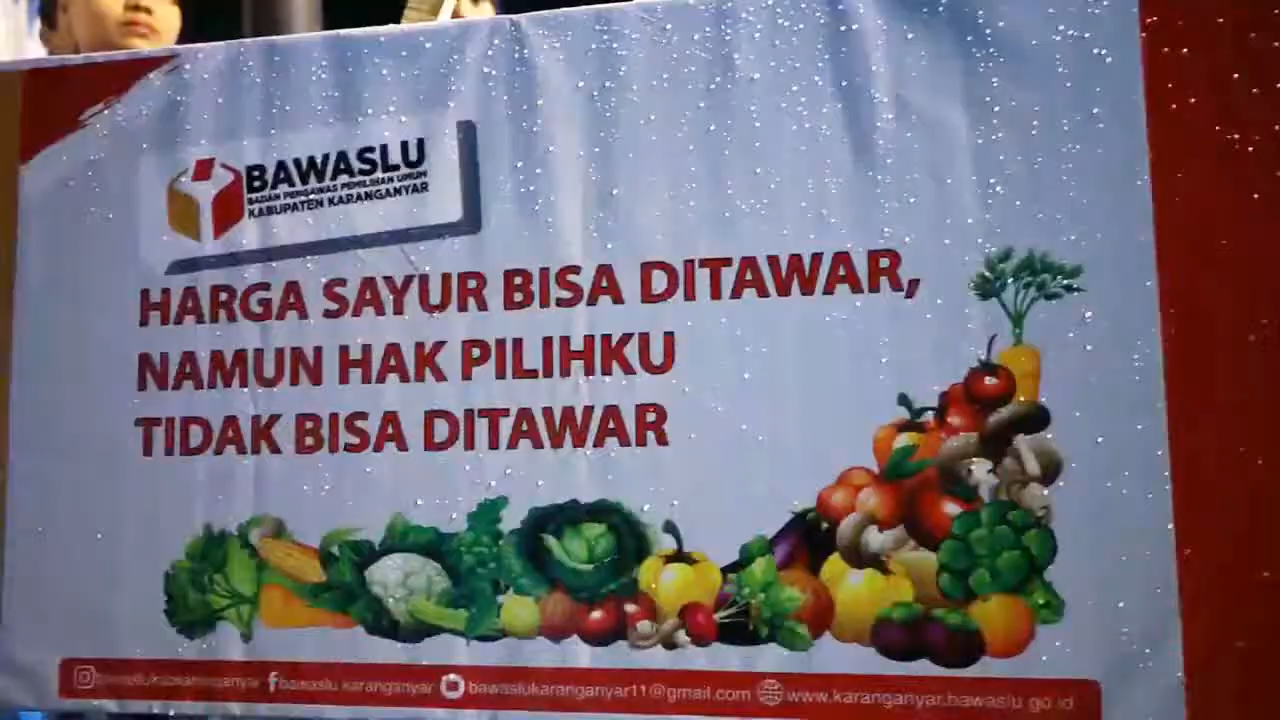 BAWASLU
BADAN PENGAWAS PEMILIHAN UMUM
KABUPATEN KARANGANYAR
HARGA SAYUR BISA DITAWAR,
NAMUN HAK PILIHKU
TIDAK BISA DITAWAR
bawaslu karanganyar bawaslukaranganyar11@gmail.com www.karanganyar.bawaslu.go.id